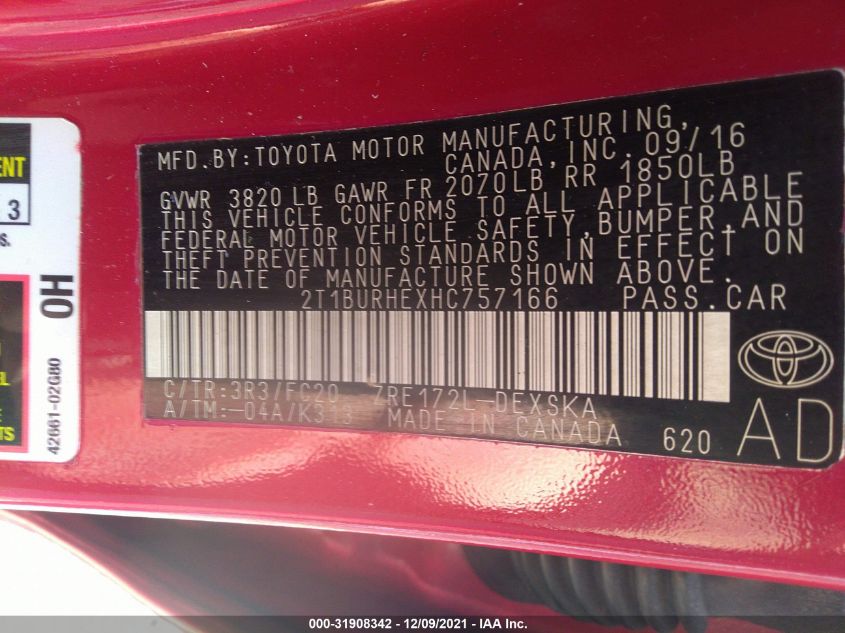 MFD.BY:TOYOTA MOTOR MANUFACTURING,
CANADA,INC. 09/16
GVWR 3820LB GAWR FR 2070LB RR 1850LB
THIS VEHICLE CONFORMS TO ALL APPLICABLE
FEDERAL MOTOR VEHICLE SAFETY,BUMPER,AND
THEFT PREVENTION STANDARDS IN EFFECT ON
THE DATE OF MANUFACTURE SHOWN ABOVE.
2T1BURHEXHC757166 PASS.CAR
C/TR:3R3/FC20 ZRE172L-DEXSKA
A/TM:-04A/K313 MADE IN CANADA
620
AD
3
OH
42661-02G80
000-31908342 - 12/09/2021 - IAA Inc.